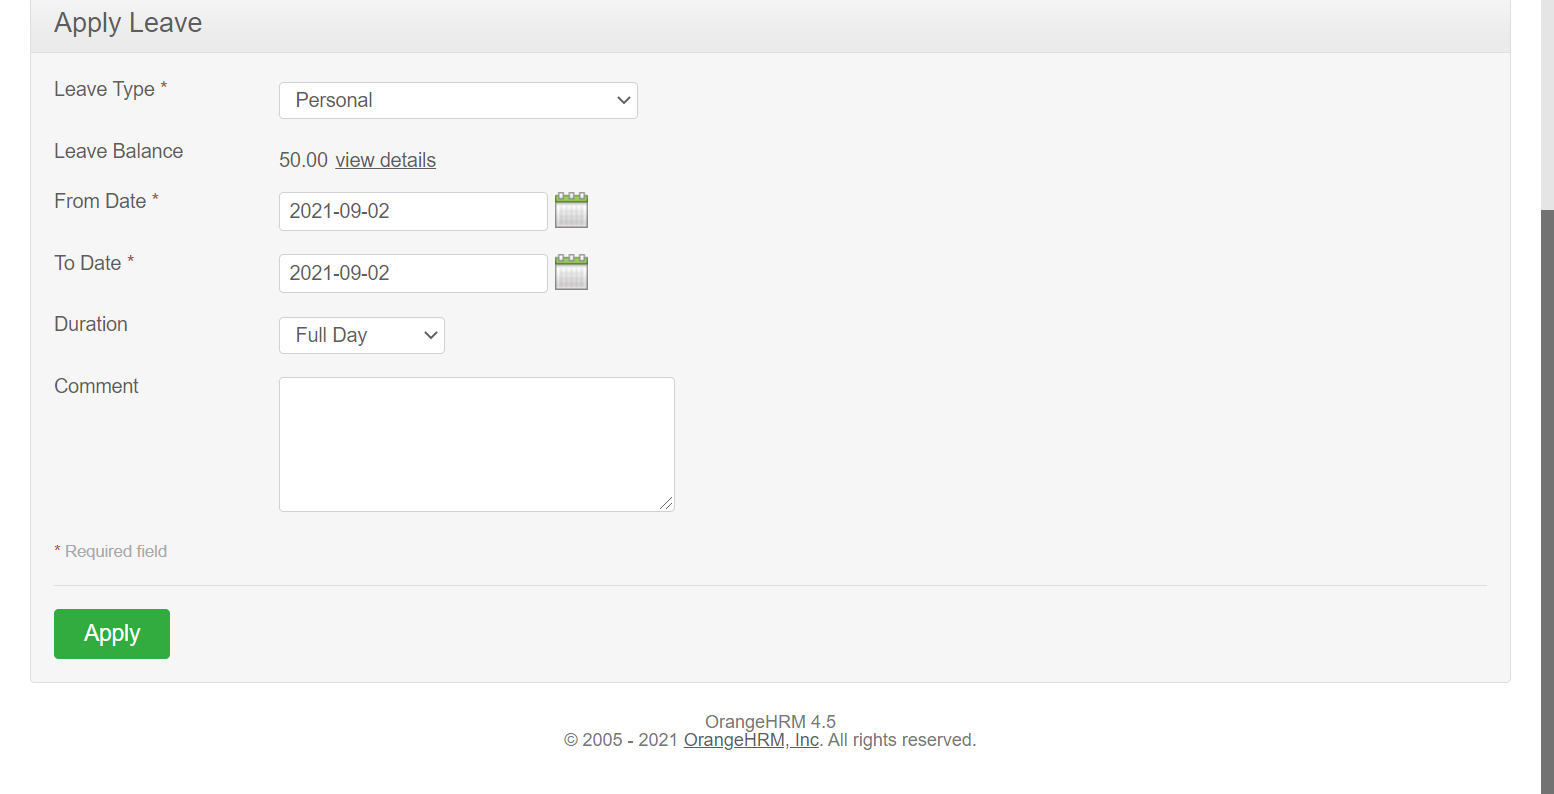 Apply Leave
Leave Type *
Personal
Leave Balance
50.00 view details
From Date *
2021-09-02
To Date *
2021-09-02
Duration
Full Day
Comment
* Required field
Apply
OrangeHRM 4.5
© 2005 - 2021 OrangeHRM, Inc. All rights reserved.